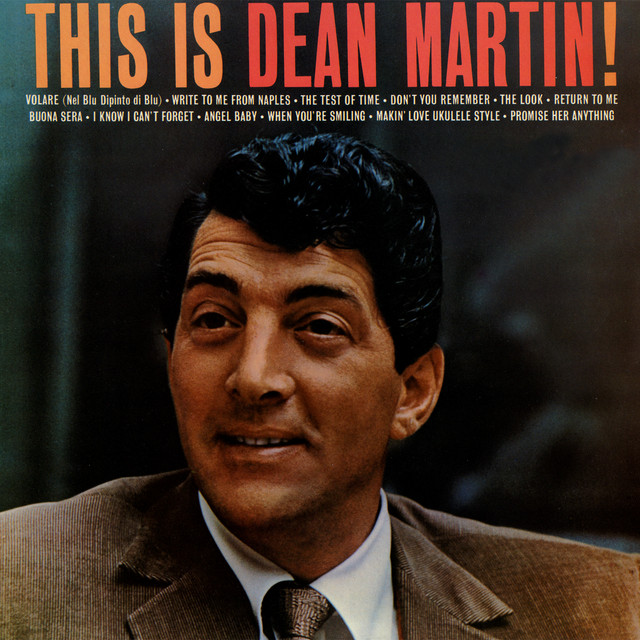 THIS IS DEAN MARTIN!
VOLARE (Nel Blu Dipinto di Blu) • WRITE TO ME FROM NAPLES • THE TEST OF TIME • DON'T YOU REMEMBER • THE LOOK • RETURN TO ME
BUONA SERA • I KNOW I CAN'T FORGET • ANGEL BABY • WHEN YOU'RE SMILING • MAKIN' LOVE UKULELE STYLE • PROMISE HER ANYTHING